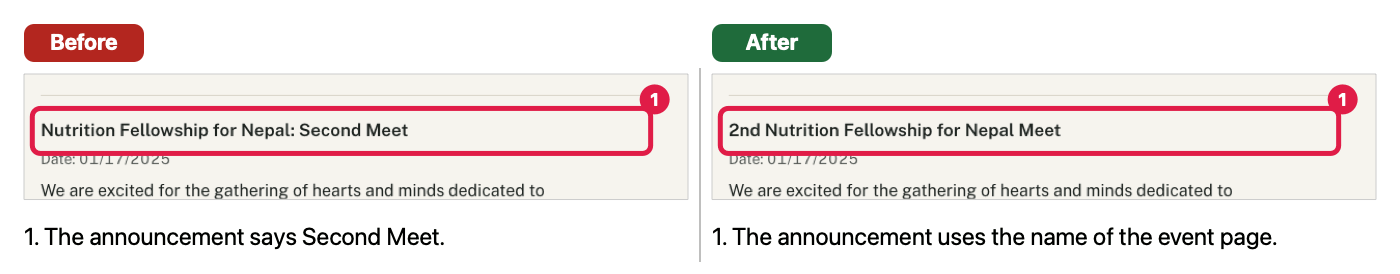 Before
1
Nutrition Fellowship for Nepal: Second Meet
Date: 01/17/2025
We are excited for the gathering of hearts and minds dedicated to
1. The announcement says Second Meet.
After
1
2nd Nutrition Fellowship for Nepal Meet
Date: 01/17/2025
We are excited for the gathering of hearts and minds dedicated to
1. The announcement uses the name of the event page.